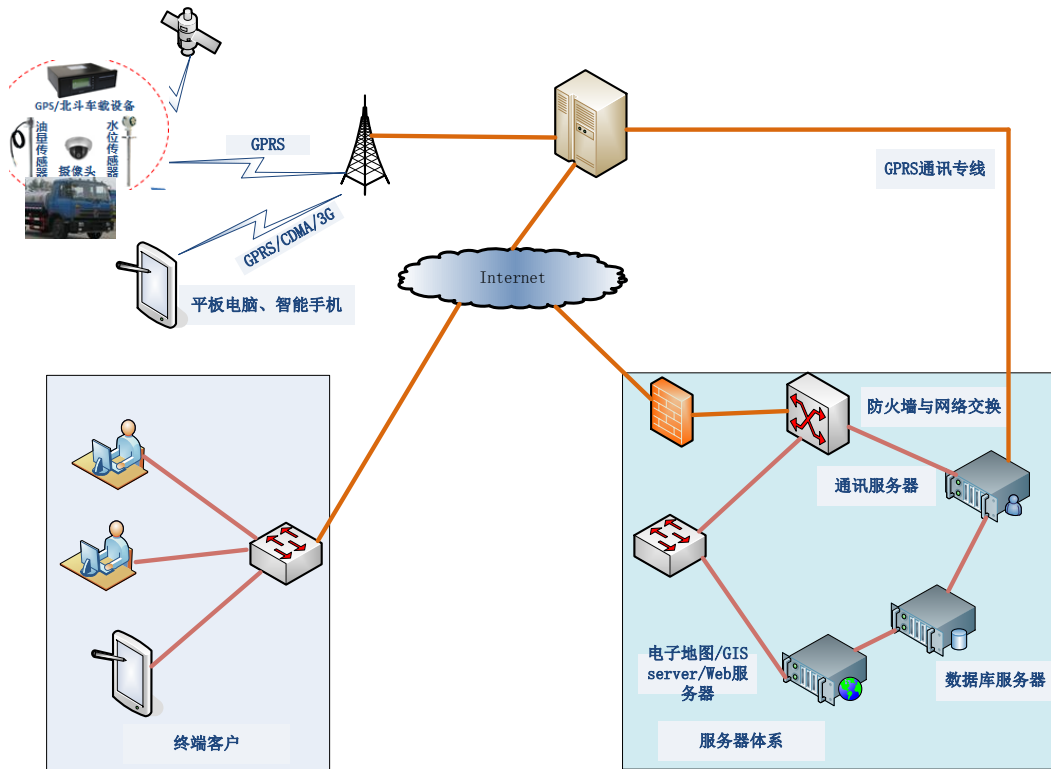 GPS/北斗车载设备
油量传感器
水位传感器
摄像头
GPRS
GPRS/CDMA/3G
平板电脑、智能手机
GPRS通讯专线
Internet
防火墙与网络交换
通讯服务器
电子地图/GIS
server/Web服
务器
数据库服务器
终端客户
服务器体系